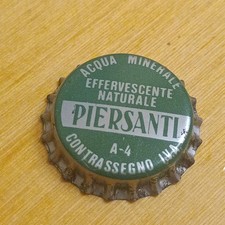 ACQUA MINERALE
EFFERVESCENTE
NATURALE
PIERSANTI
A-4
CONTRASSEGNO IVA